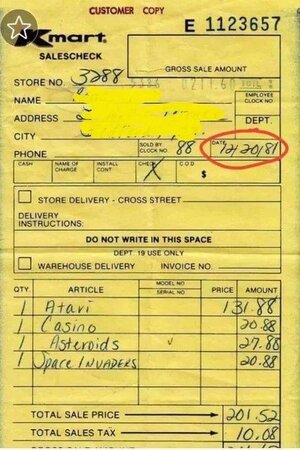 CUSTOMER COPY
E 1123657
Kmart
SALESCHECK
GROSS SALE AMOUNT
STORE NO. 3288
NAME
EMPLOYEE CLOCK NO
ADDRESS
DEPT.
CITY
PHONE
SOLD BY CLOCK NO. 88
DATE 12/20/81
CASH NAME OF CHARGE INSTALL CONT CHECK X C.O.D $
STORE DELIVERY - CROSS STREET
DELIVERY
INSTRUCTIONS:
DO NOT WRITE IN THIS SPACE
DEPT. 19 USE ONLY
WAREHOUSE DELIVERY INVOICE NO.
QTY. ARTICLE MODEL NO SERIAL NO PRICE AMOUNT
1 Atari 131.88
1 Casino 20.88
1 Asteroids 27.88
1 Space INVADERS 20.88
TOTAL SALE PRICE 201.52
TOTAL SALES TAX 10.08